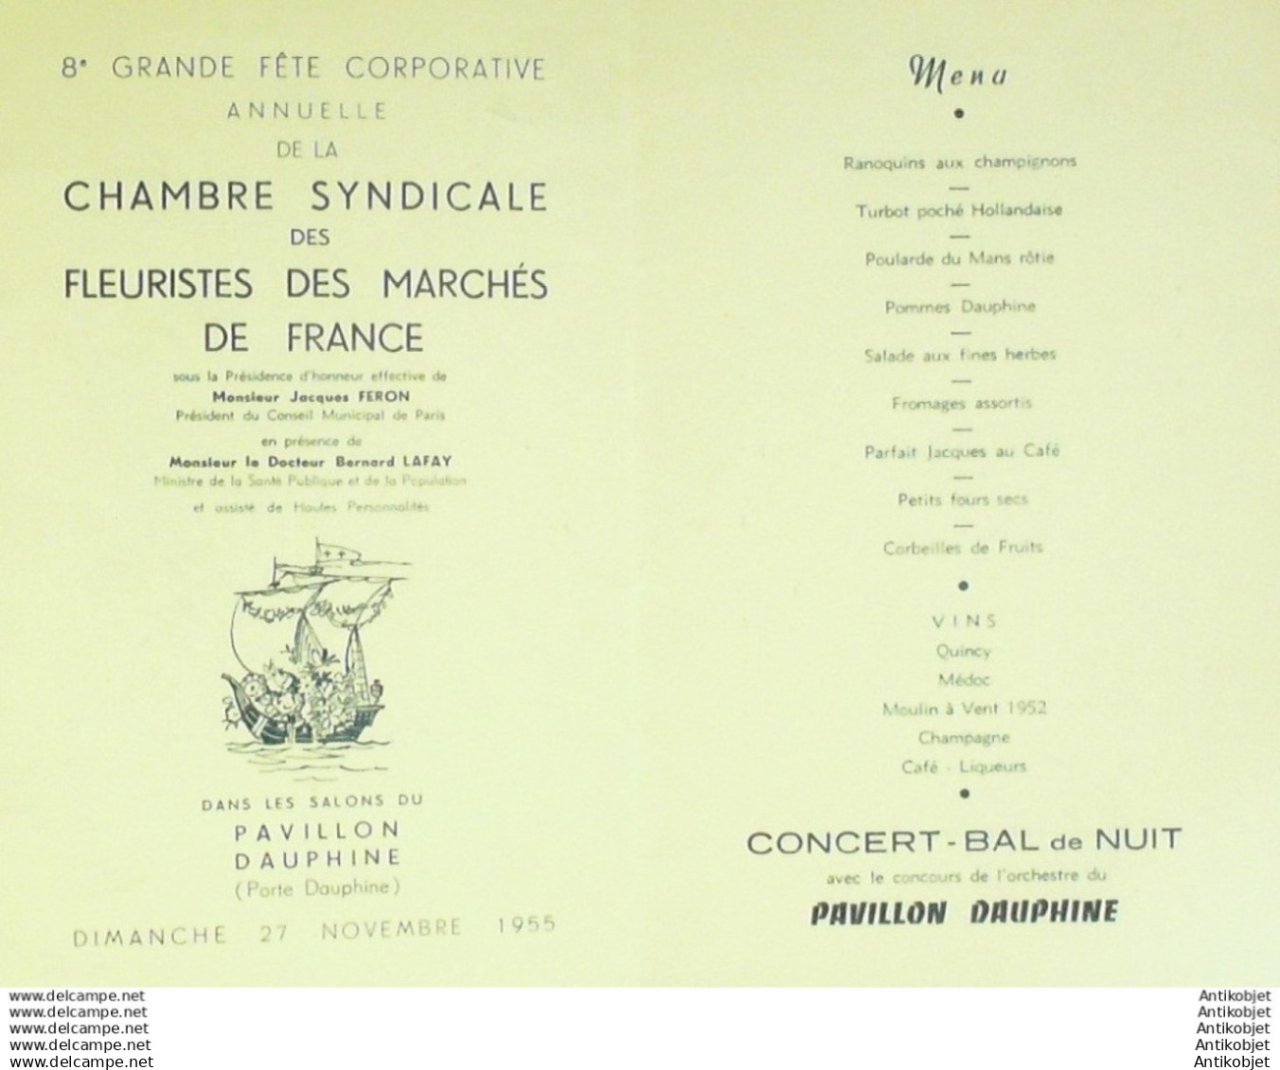 8e GRANDE FÊTE CORPORATIVE
ANNUELLE
DE LA
CHAMBRE SYNDICALE
DES
FLEURISTES DES MARCHÉS
DE FRANCE
sous la Présidence d'honneur effective de
Monsieur Jacques FERON
Président du Conseil Municipal de Paris
en présence de
Monsieur le Docteur Bernard LAFAY
Ministre de la Santé Publique et de la Population
et assisté de Hautes Personnalités
DANS LES SALONS DU
PAVILLON
DAUPHINE
(Porte Dauphine)
DIMANCHE 27 NOVEMBRE 1955
Menu
Ranoquins aux champignons
Turbot poché Hollandaise
Poularde du Mans rôtie
Pommes Dauphine
Salade aux fines herbes
Fromages assortis
Parfait Jacques au Café
Petits fours secs
Corbeilles de Fruits
VINS
Quincy
Médoc
Moulin à Vent 1952
Champagne
Café - Liqueurs
CONCERT - BAL de NUIT
avec le concours de l'orchestre du
PAVILLON DAUPHINE
www.delcampe.net
www.delcampe.net
www.delcampe.net
www.delcampe.net
www.delcampe.net
Antikobjet
Antikobjet
Antikobjet
Antikobjet
Antikobjet